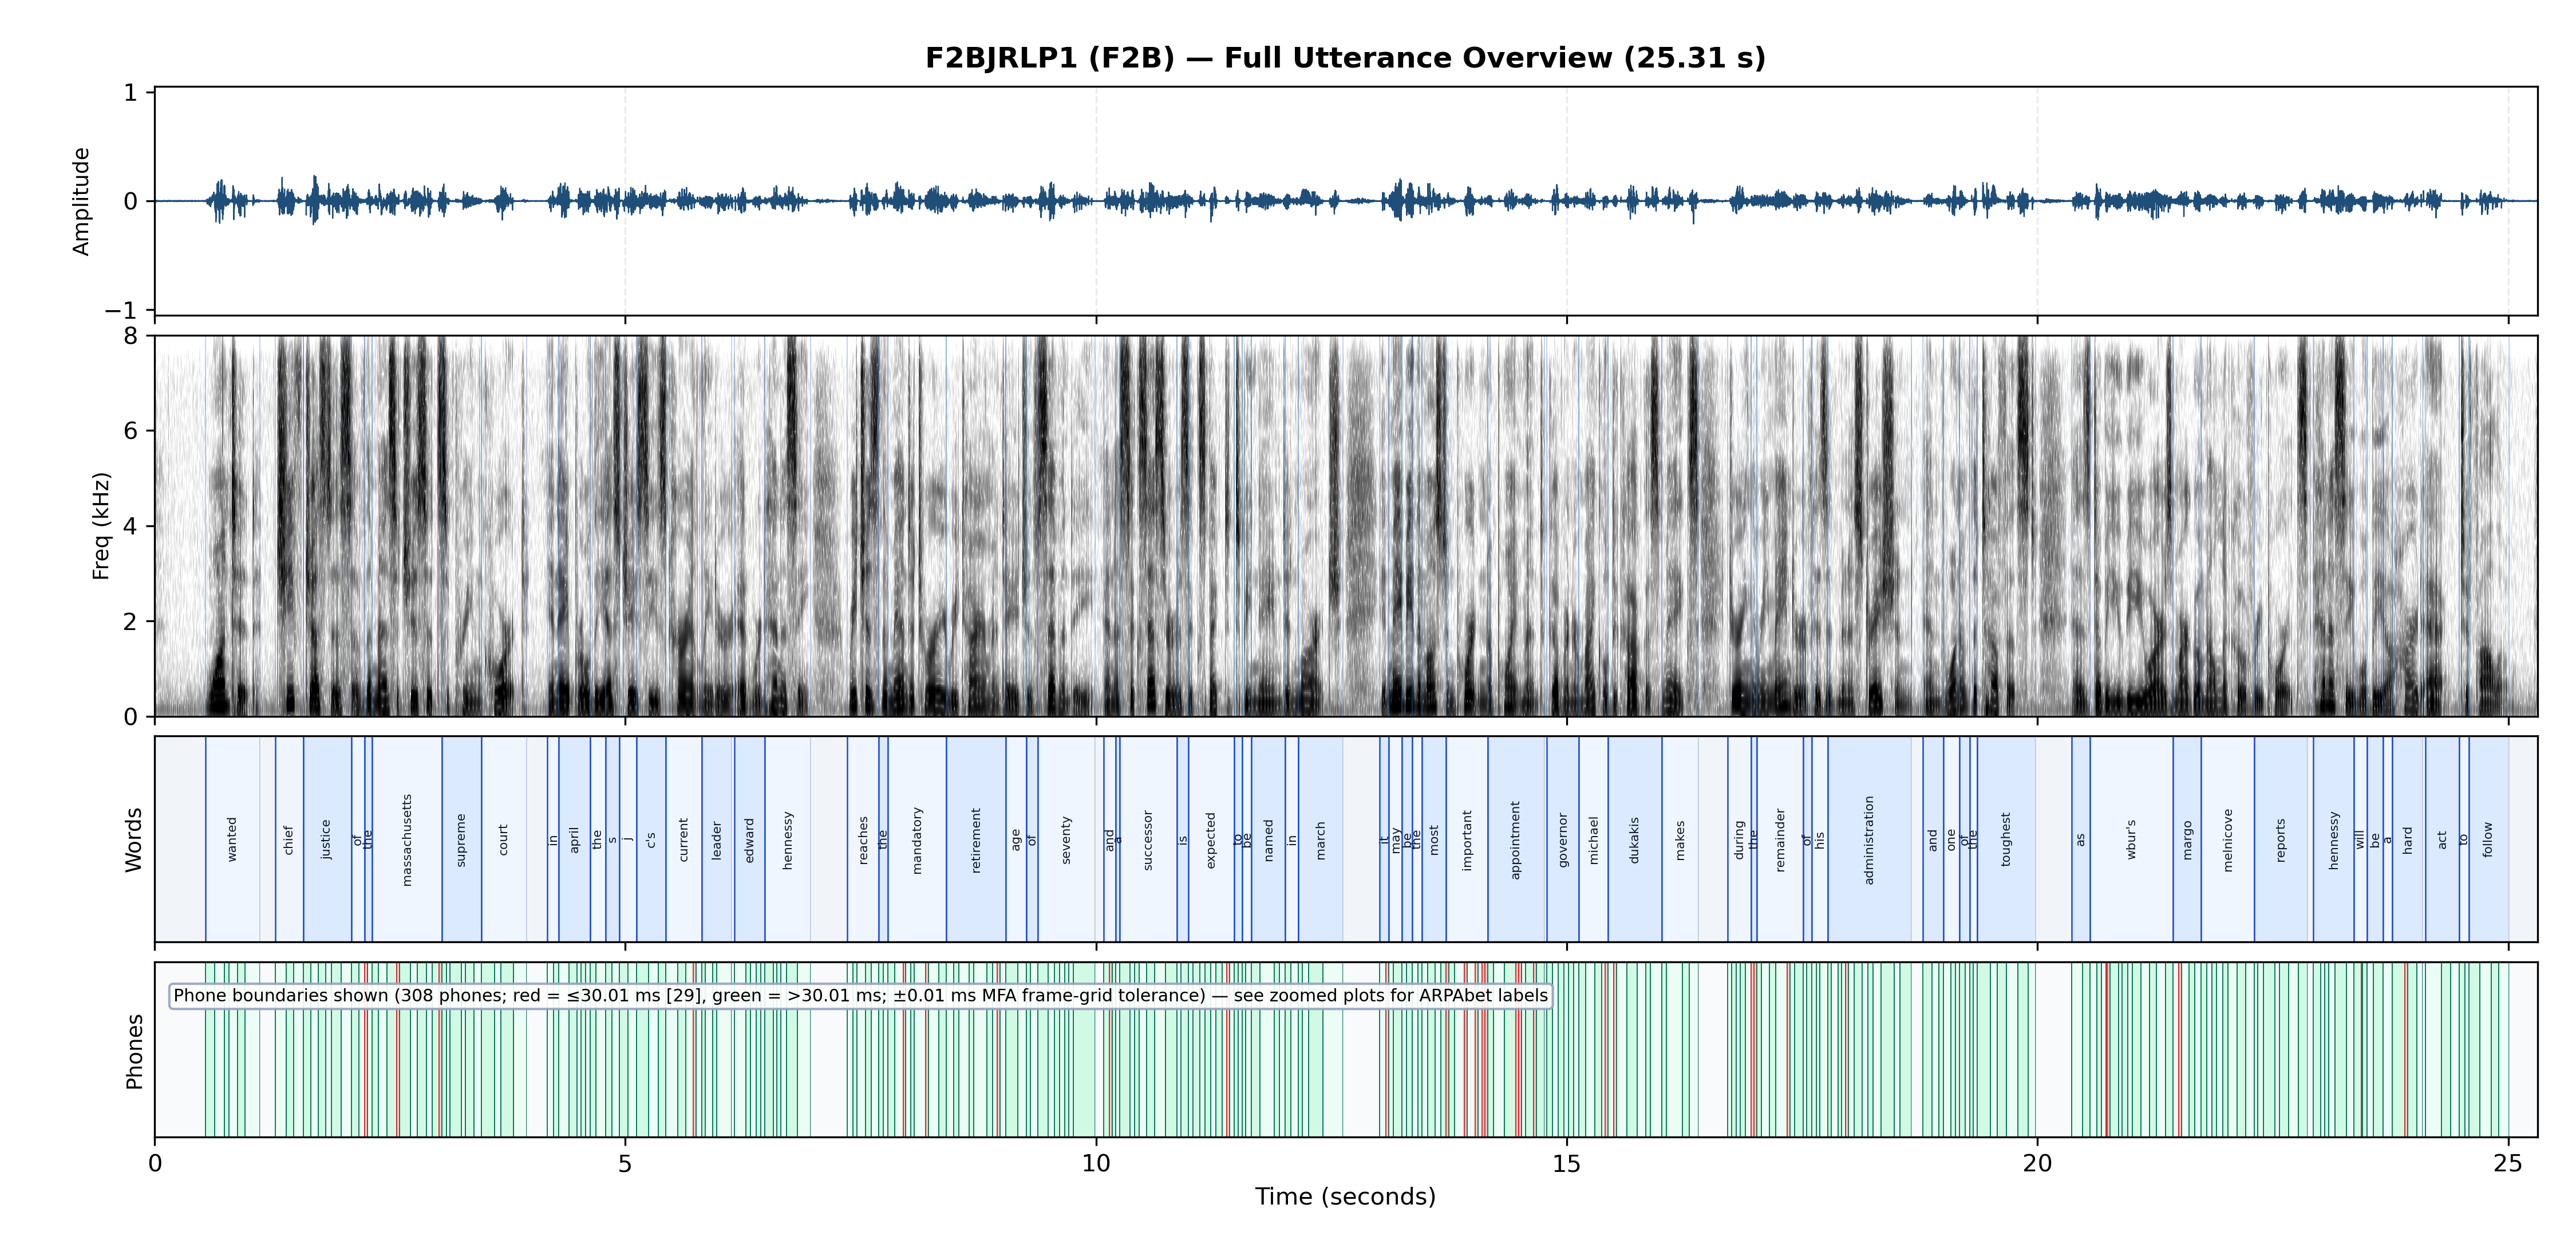 F2BJRLP1 (F2B) — Full Utterance Overview (25.31 s)
1
0
−1
Amplitude
8
6
4
2
0
Freq (kHz)
Words
wanted chief justice of the massachusetts supreme court in april the s j c's current leader edward hennessy reaches the mandatory retirement age of seventy and a successor is expected to be named in march it may be the most important appointment governor michael dukakis makes during the remainder of his administration and one of the toughest as wbur's margo melnicove reports hennessy will be a hard act to follow
Phones
Phone boundaries shown (308 phones; red = ≤30.01 ms [29], green = >30.01 ms; ±0.01 ms MFA frame-grid tolerance) — see zoomed plots for ARPAbet labels
0 5 10 15 20 25
Time (seconds)